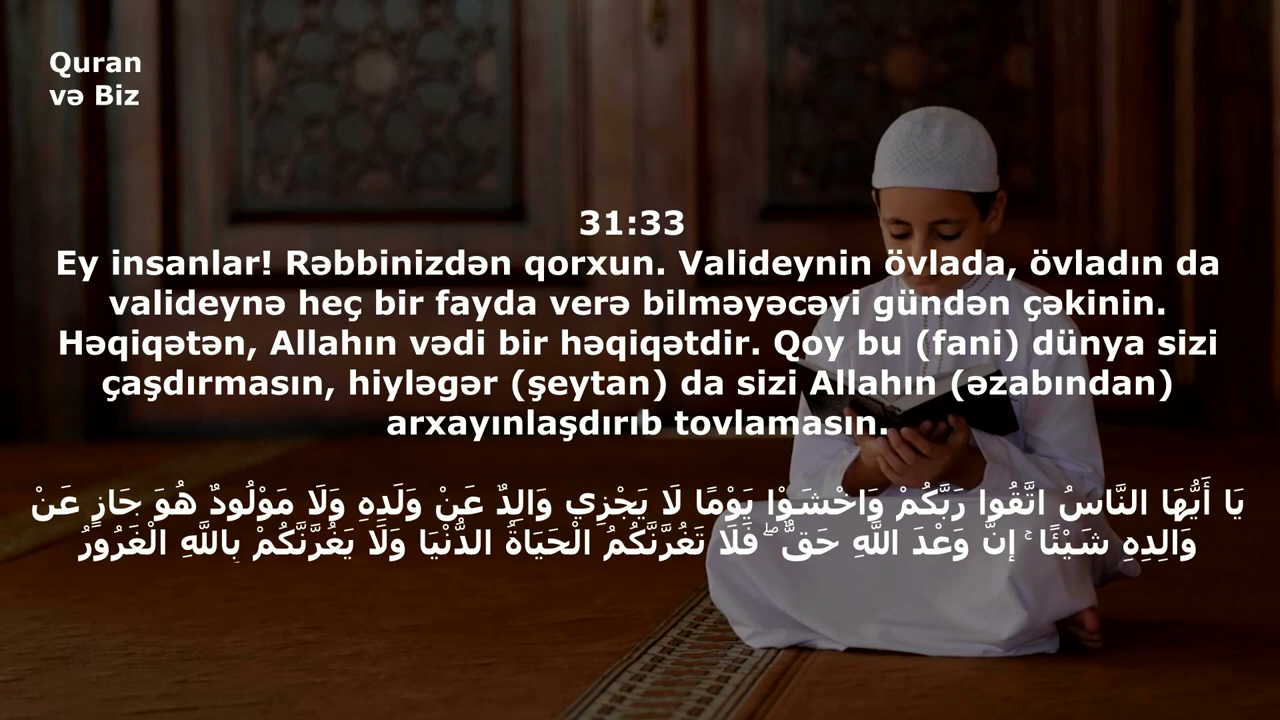 Quran
və Biz
31:33
Ey insanlar! Rəbbinizdən qorxun. Valideynin övlada, övladın da
valideynə heç bir fayda verə bilməyəcəyi gündən çəkinin.
Həqiqətən, Allahın vədi bir həqiqətdir. Qoy bu (fani) dünya sizi
çaşdırmasın, hiyləgər (şeytan) da sizi Allahın (əzabından)
arxayınlaşdırıb tovlamasın.
يَا أَيُّهَا النَّاسُ اتَّقُوا رَبَّكُمْ وَاخْشَوْا يَوْمًا لَا يَجْزِي وَالِدٌ عَنْ وَلَدِهِ وَلَا مَوْلُودٌ هُوَ جَازٍ عَنْ
وَالِدِهِ شَيْئًا ۚ إِنَّ وَعْدَ اللَّهِ حَقٌّ ۖ فَلَا تَغُرَّنَّكُمُ الْحَيَاةُ الدُّنْيَا وَلَا يَغُرَّنَّكُمْ بِاللَّهِ الْغَرُورُ